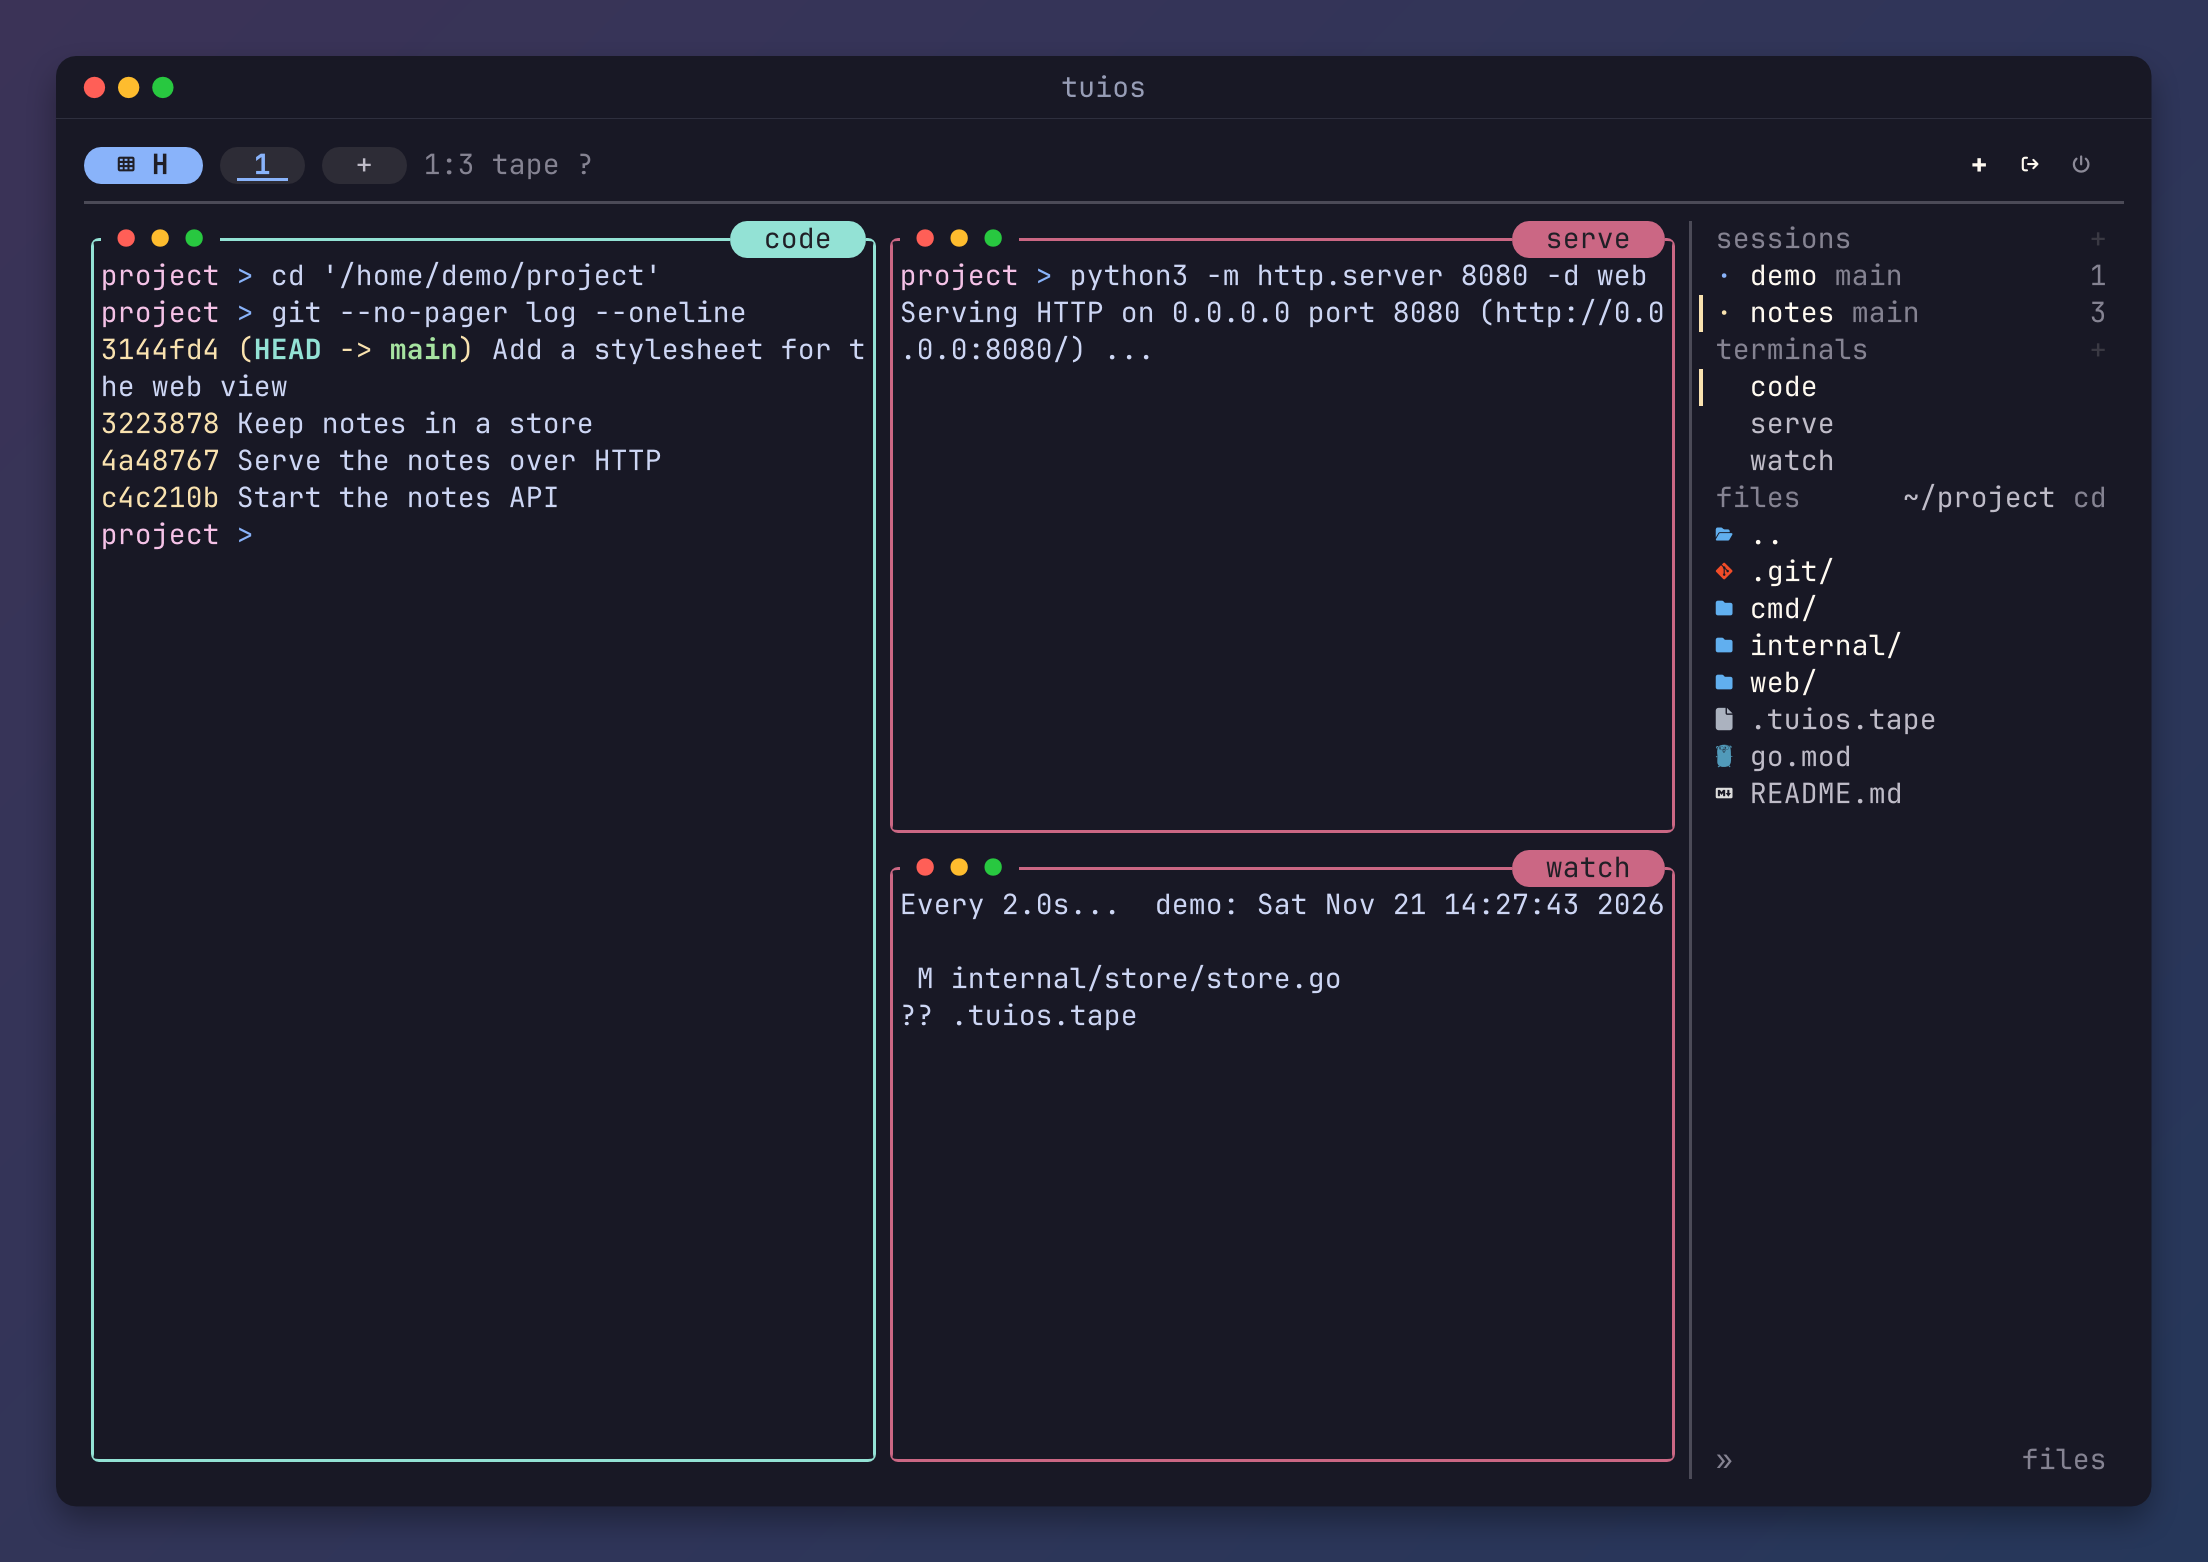 tuios
H 1 + 1:3 tape ?
code
project > cd '/home/demo/project'
project > git --no-pager log --oneline
3144fd4 (HEAD -> main) Add a stylesheet for t
he web view
3223878 Keep notes in a store
4a48767 Serve the notes over HTTP
c4c210b Start the notes API
project >
serve
project > python3 -m http.server 8080 -d web
Serving HTTP on 0.0.0.0 port 8080 (http://0.0
.0.0:8080/) ...
watch
Every 2.0s...  demo: Sat Nov 21 14:27:43 2026
 M internal/store/store.go
?? .tuios.tape
sessions +
· demo main 1
· notes main 3
terminals +
code
serve
watch
files ~/project cd
..
.git/
cmd/
internal/
web/
.tuios.tape
go.mod
README.md
» files